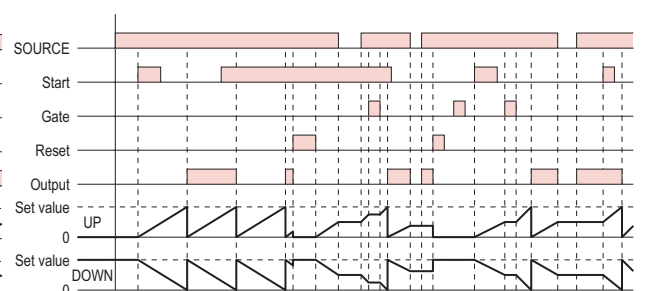 SOURCE
Start
Gate
Reset
Output
Set value
UP
0
Set value
DOWN
0